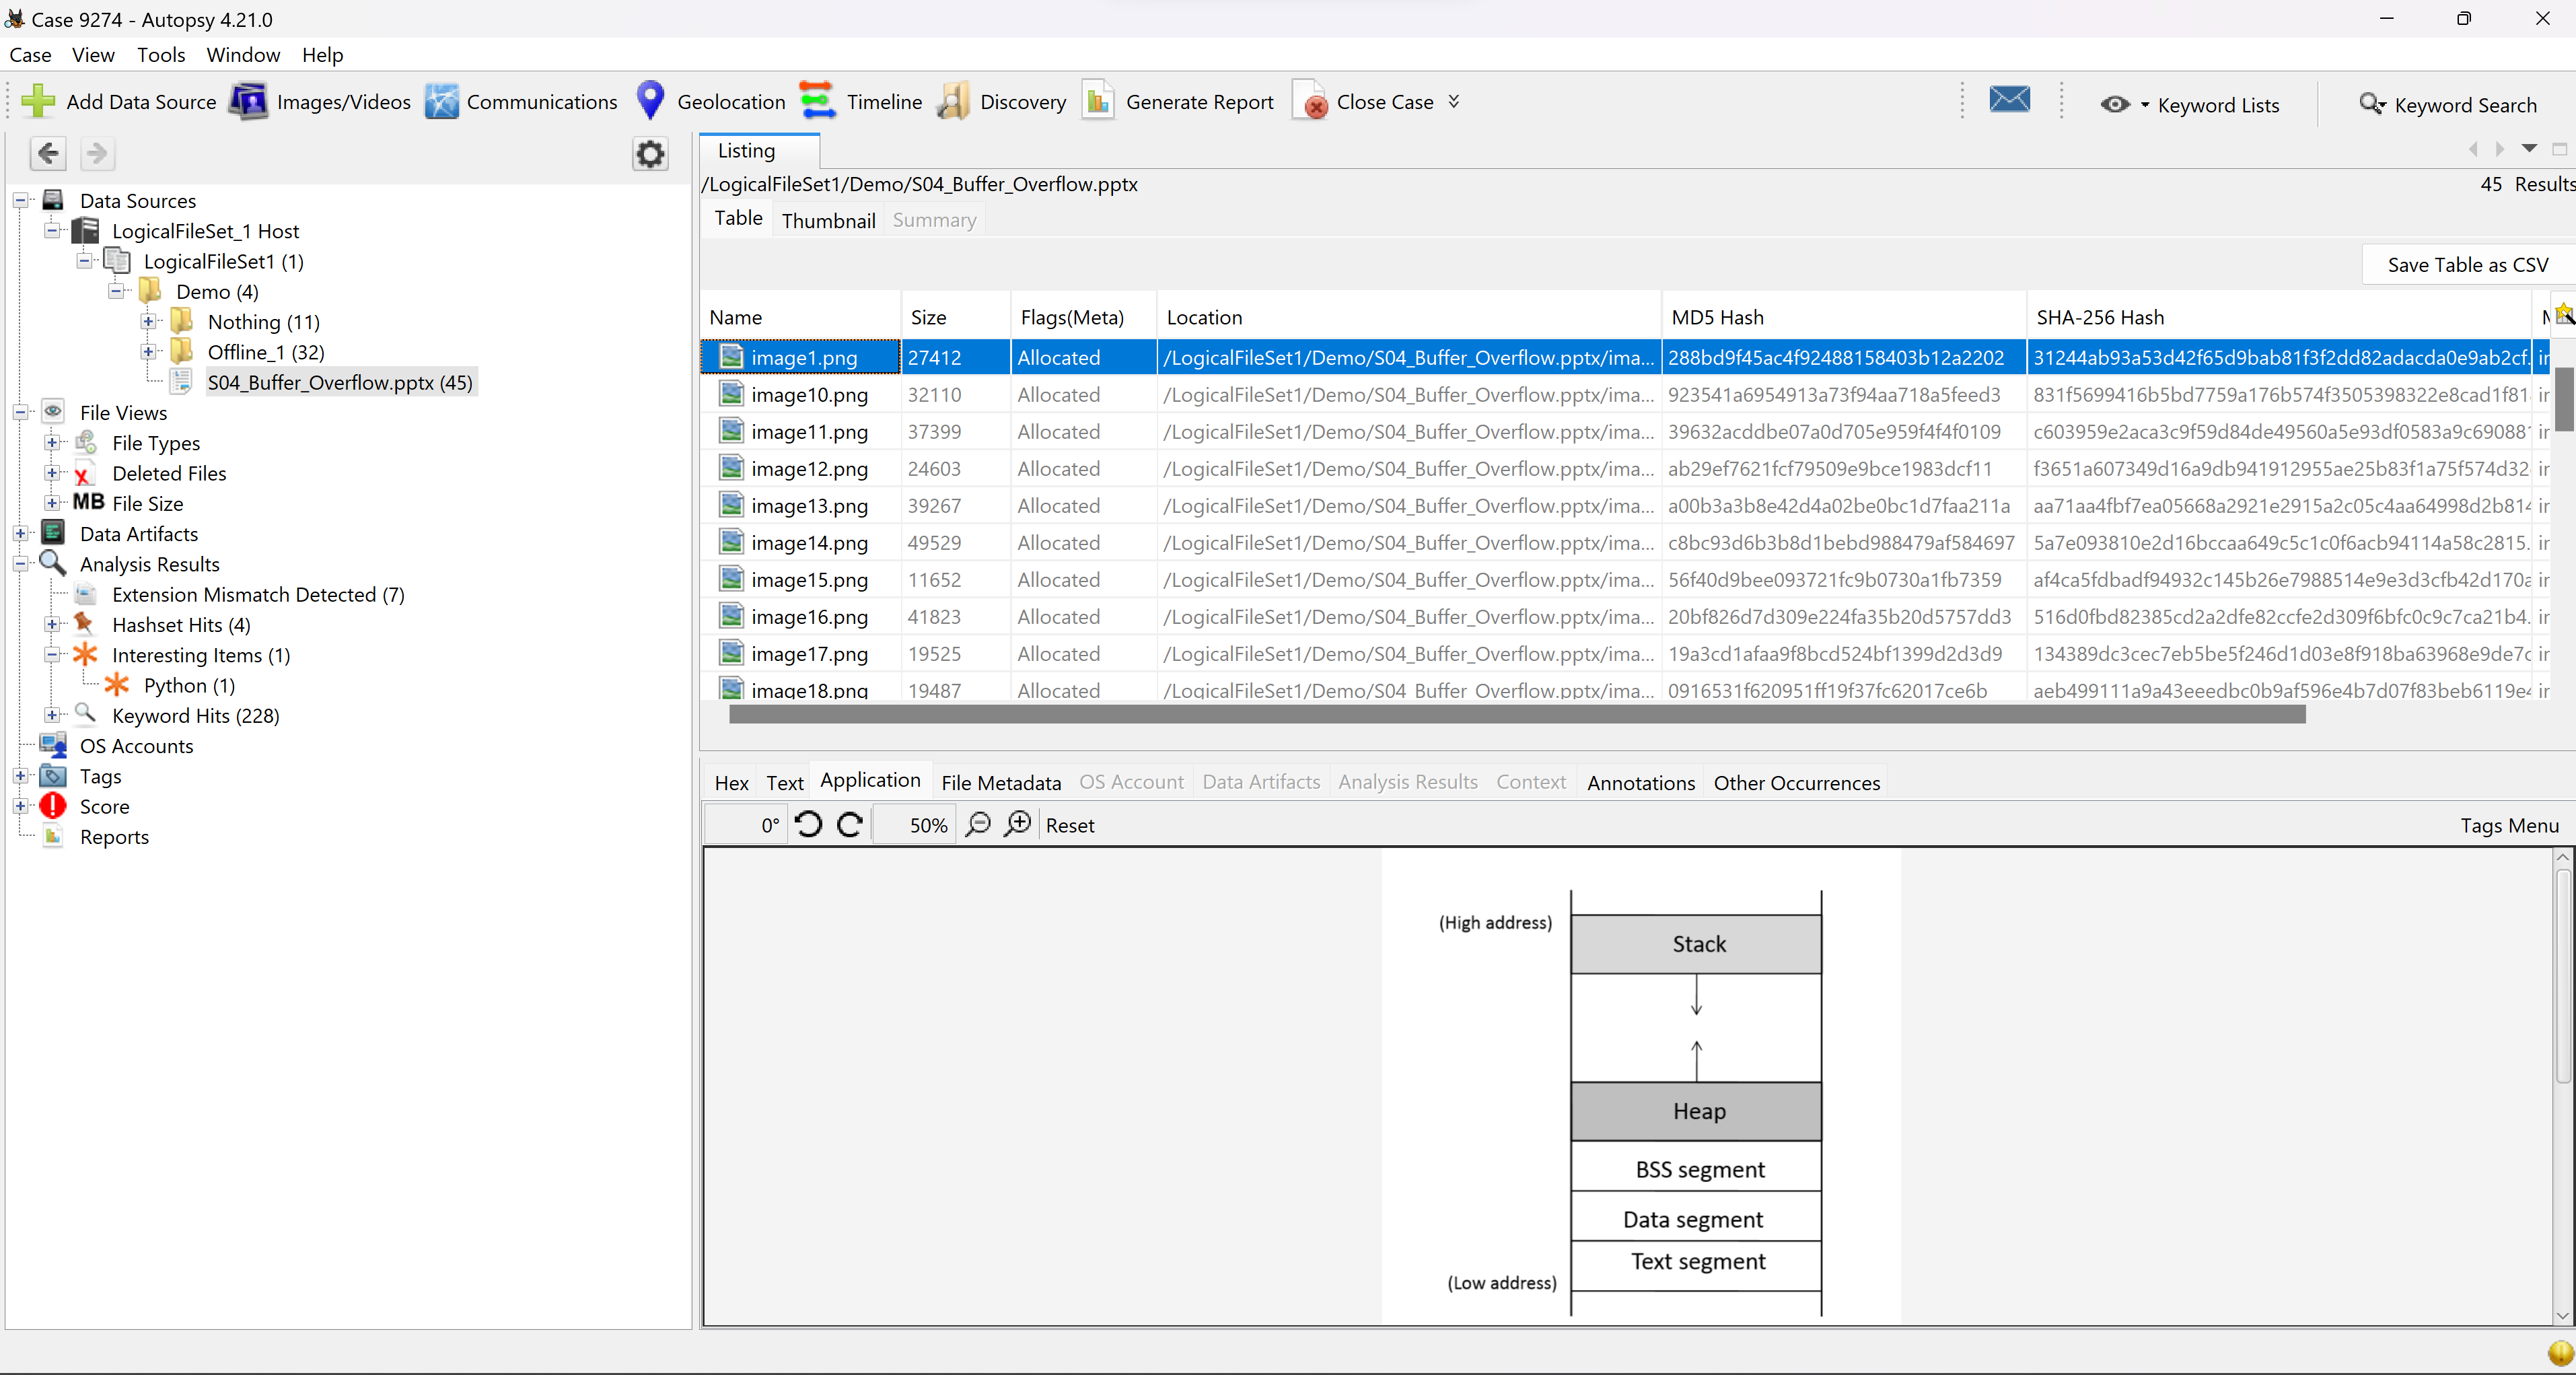 Case 9274 - Autopsy 4.21.0
Case View Tools Window Help
Add Data Source Images/Videos Communications Geolocation Timeline Discovery Generate Report Close Case Keyword Lists Keyword Search
Data Sources
LogicalFileSet_1 Host
LogicalFileSet1 (1)
Demo (4)
Nothing (11)
Offline_1 (32)
S04_Buffer_Overflow.pptx (45)
File Views
File Types
Deleted Files
MB File Size
Data Artifacts
Analysis Results
Extension Mismatch Detected (7)
Hashset Hits (4)
Interesting Items (1)
Python (1)
Keyword Hits (228)
OS Accounts
Tags
Score
Reports
Listing
/LogicalFileSet1/Demo/S04_Buffer_Overflow.pptx 45 Results
Table Thumbnail Summary
Save Table as CSV
Name Size Flags(Meta) Location MD5 Hash SHA-256 Hash
image1.png 27412 Allocated /LogicalFileSet1/Demo/S04_Buffer_Overflow.pptx/ima... 288bd9f45ac4f92488158403b12a2202 31244ab93a53d42f65d9bab81f3f2dd82adacda0e9ab2cf.
image10.png 32110 Allocated /LogicalFileSet1/Demo/S04_Buffer_Overflow.pptx/ima... 923541a6954913a73f94aa718a5feed3 831f5699416b5bd7759a176b574f3505398322e8cad1f81
image11.png 37399 Allocated /LogicalFileSet1/Demo/S04_Buffer_Overflow.pptx/ima... 39632acddbe07a0d705e959f4f4f0109 c603959e2aca3c9f59d84de49560a5e93df0583a9c69088
image12.png 24603 Allocated /LogicalFileSet1/Demo/S04_Buffer_Overflow.pptx/ima... ab29ef7621fcf79509e9bce1983dcf11 f3651a607349d16a9db941912955ae25b83f1a75f574d32
image13.png 39267 Allocated /LogicalFileSet1/Demo/S04_Buffer_Overflow.pptx/ima... a00b3a3b8e42d4a02be0bc1d7faa211a aa71aa4fbf7ea05668a2921e2915a2c05c4aa64998d2b814
image14.png 49529 Allocated /LogicalFileSet1/Demo/S04_Buffer_Overflow.pptx/ima... c8bc93d6b3b8d1bebd988479af584697 5a7e093810e2d16bccaa649c5c1c0f6acb94114a58c2815.
image15.png 11652 Allocated /LogicalFileSet1/Demo/S04_Buffer_Overflow.pptx/ima... 56f40d9bee093721fc9b0730a1fb7359 af4ca5fdbadf94932c145b26e7988514e9e3d3cfb42d170a
image16.png 41823 Allocated /LogicalFileSet1/Demo/S04_Buffer_Overflow.pptx/ima... 20bf826d7d309e224fa35b20d5757dd3 516d0fbd82385cd2a2dfe82ccfe2d309f6bfc0c9c7ca21b4.
image17.png 19525 Allocated /LogicalFileSet1/Demo/S04_Buffer_Overflow.pptx/ima... 19a3cd1afaa9f8bcd524bf1399d2d3d9 134389dc3cec7eb5be5f246d1d03e8f918ba63968e9de7c
image18.png 19487 Allocated /LogicalFileSet1/Demo/S04_Buffer_Overflow.pptx/ima... 0916531f620951ff19f37fc62017ce6b aeb499111a9a43eeedbc0b9af596e4b7d07f83beb6119e4
Hex Text Application File Metadata OS Account Data Artifacts Analysis Results Context Annotations Other Occurrences
0° 50% Reset Tags Menu
(High address)
Stack
Heap
BSS segment
Data segment
Text segment
(Low address)